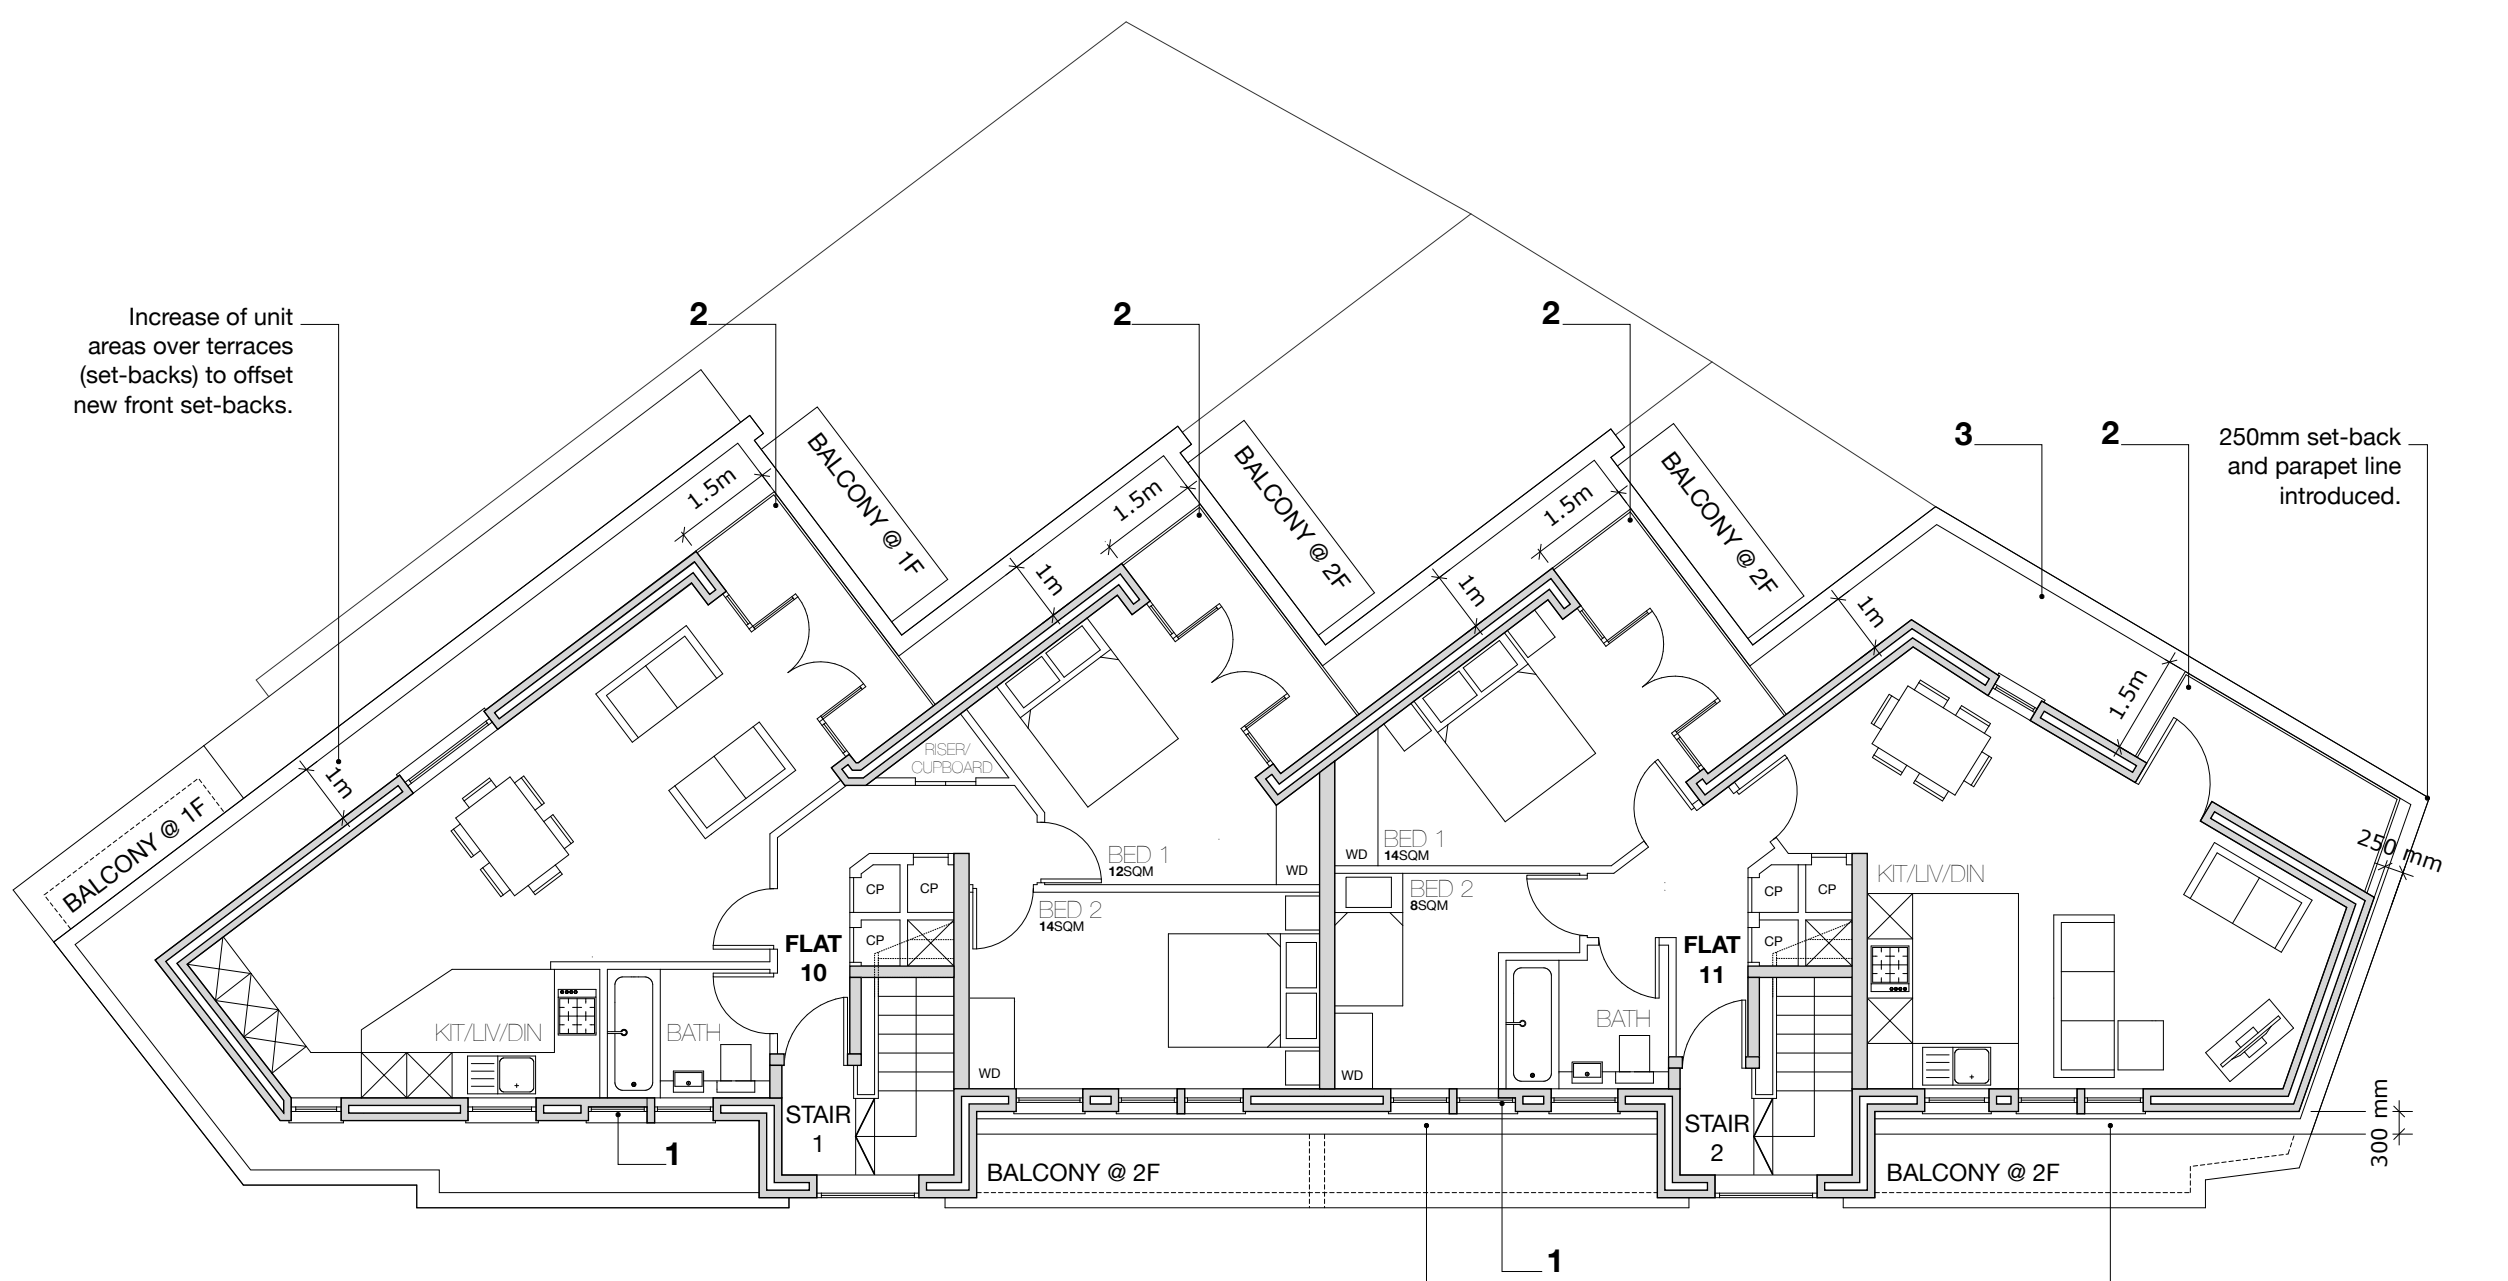 Increase of unit
areas over terraces
(set-backs) to offset
new front set-backs.
2
2
2
3
2
250mm set-back
and parapet line
introduced.
1.5m
BALCONY @ 1F
1.5m
BALCONY @ 2F
1.5m
BALCONY @ 2F
1m
1m
1m
1.5m
1m
BALCONY @ 1F
250 mm
RISER/
CUPBOARD
BED 1
12SQM
WD
WD
BED 1
14SQM
BED 2
14SQM
BED 2
8SQM
KIT/LIV/DIN
CP
CP
CP
CP
CP
CP
FLAT
10
FLAT
11
KIT/LIV/DIN
BATH
BATH
WD
WD
STAIR
1
STAIR
2
300 mm
1
BALCONY @ 2F
BALCONY @ 2F
1